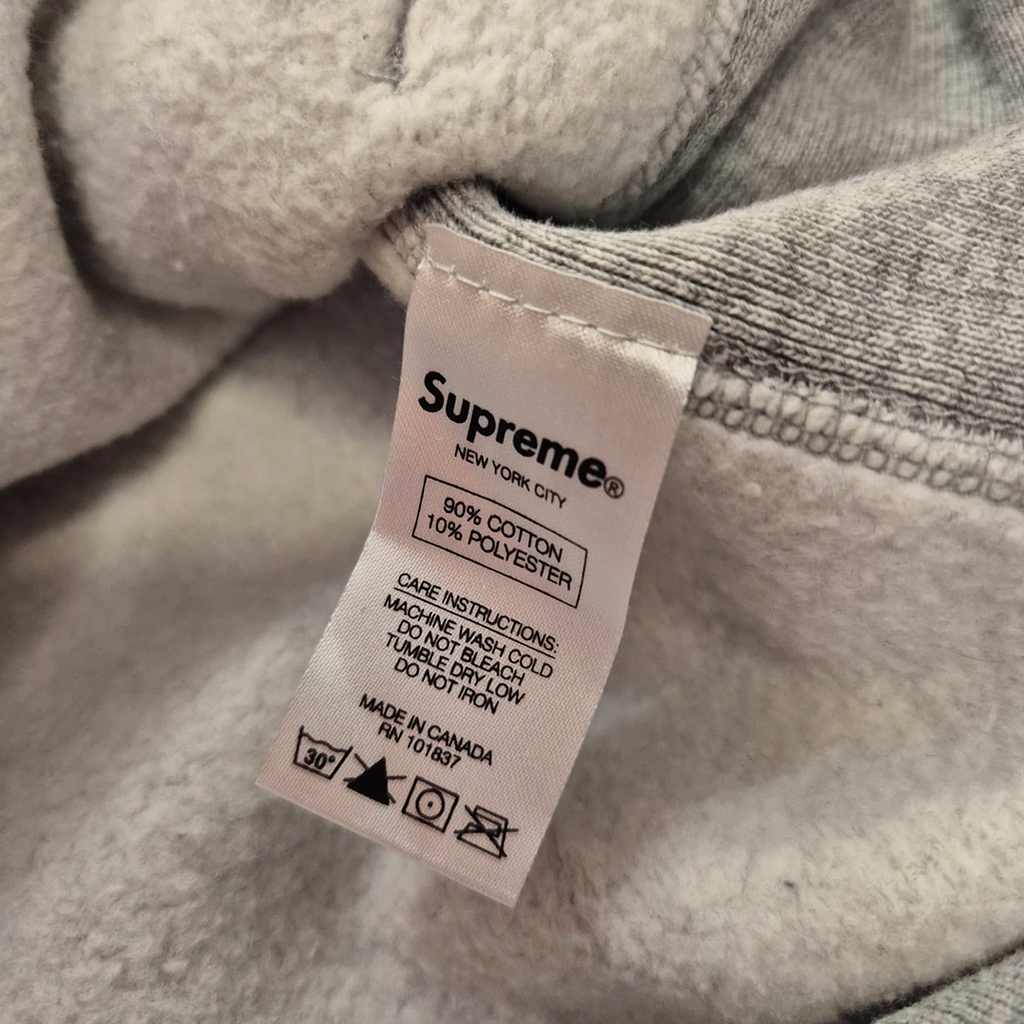 Supreme®
NEW YORK CITY
90% COTTON
10% POLYESTER
CARE INSTRUCTIONS:
MACHINE WASH COLD
DO NOT BLEACH
TUMBLE DRY LOW
DO NOT IRON
MADE IN CANADA
RN 101837
30°